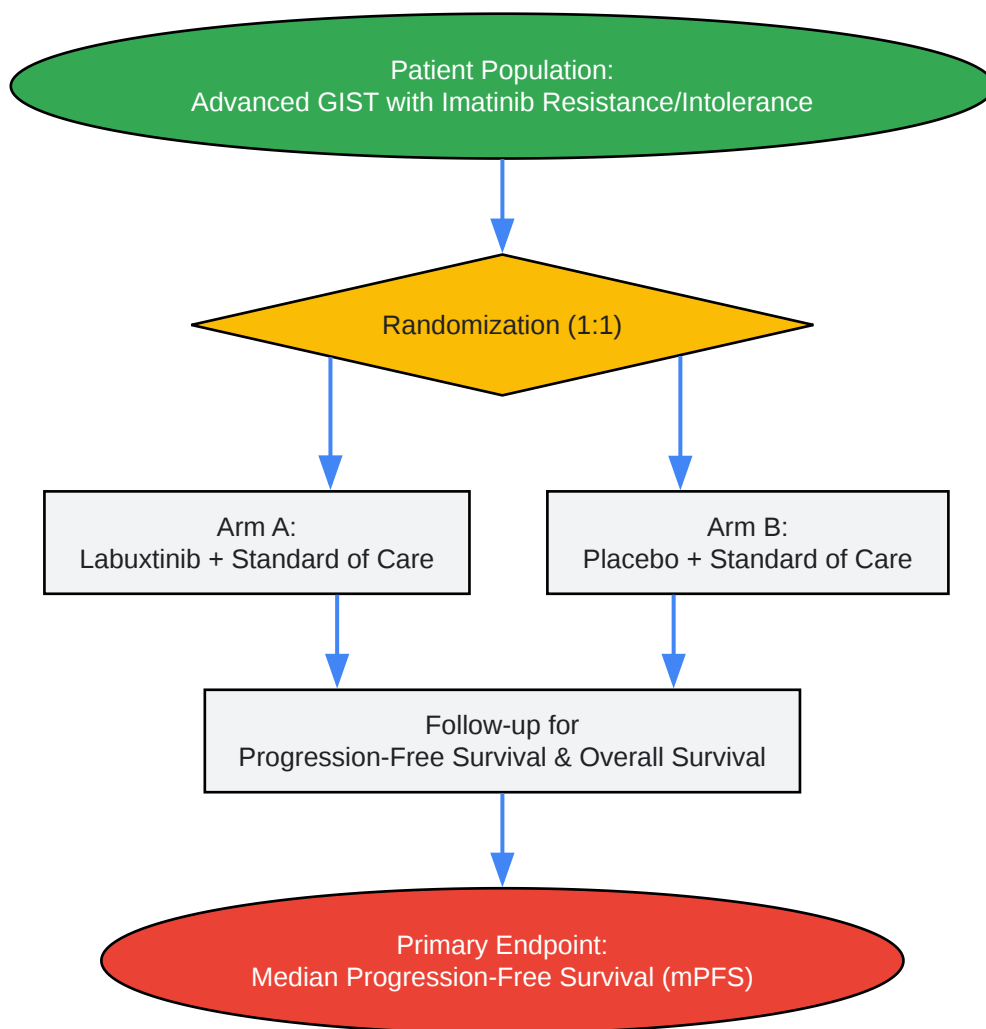 Patient Population:
Advanced GIST with Imatinib Resistance/Intolerance
Randomization (1:1)
Arm A:
Labuxtinib + Standard of Care
Arm B:
Placebo + Standard of Care
Follow-up for
Progression-Free Survival & Overall Survival
Primary Endpoint:
Median Progression-Free Survival (mPFS)